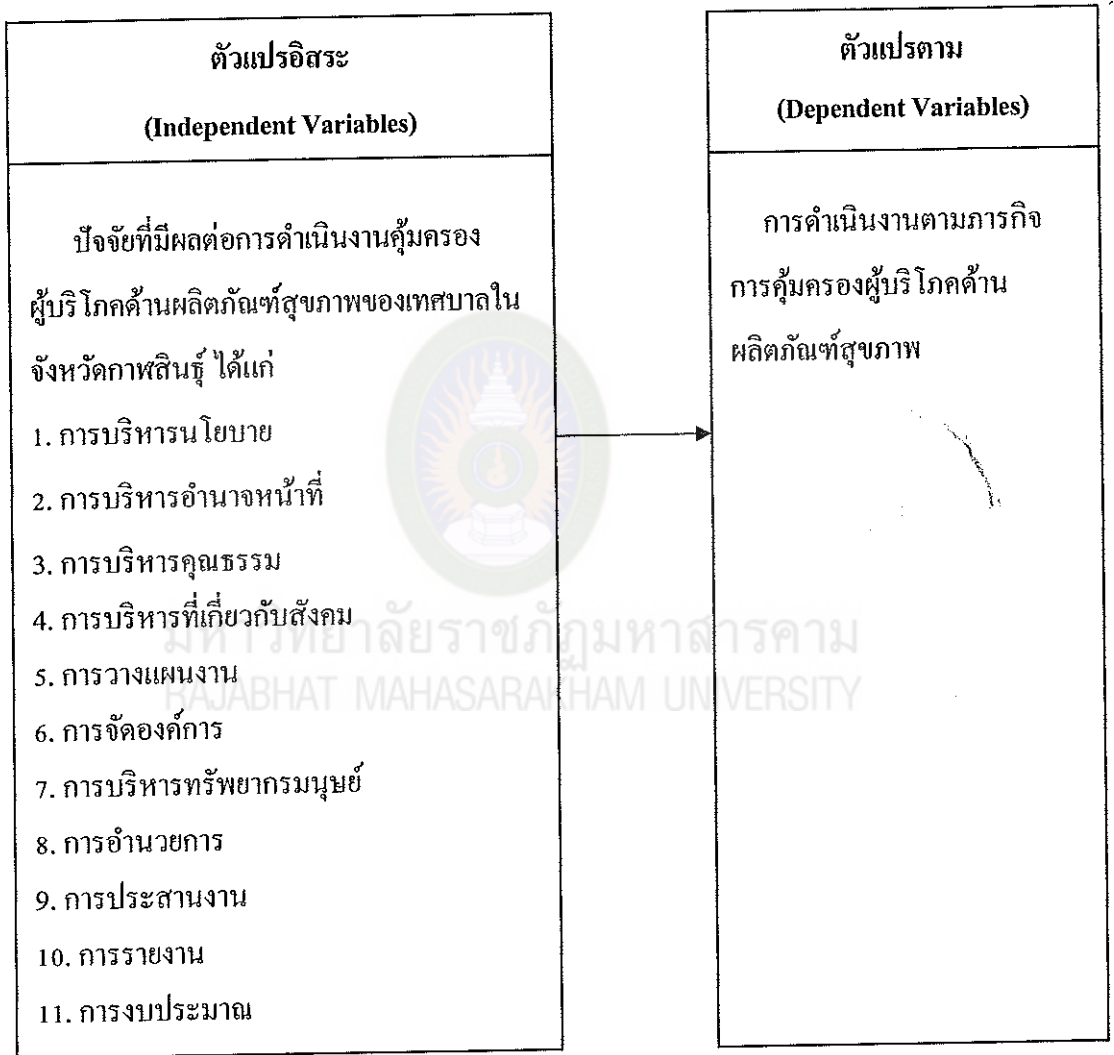 ตัวแปรอิสระ
(Independent Variables)
ปัจจัยที่มีผลต่อการดำเนินงานคุ้มครอง
ผู้บริโภคด้านผลิตภัณฑ์สุขภาพของเทศบาลใน
จังหวัดกาฬสินธุ์ ได้แก่
1. การบริหารนโยบาย
2. การบริหารอำนาจหน้าที่
3. การบริหารคุณธรรม
4. การบริหารที่เกี่ยวกับสังคม
5. การวางแผนงาน
6. การจัดองค์การ
7. การบริหารทรัพยากรมนุษย์
8. การอำนวยการ
9. การประสานงาน
10. การรายงาน
11. การงบประมาณ
ตัวแปรตาม
(Dependent Variables)
การดำเนินงานตามภารกิจ
การคุ้มครองผู้บริโภคด้าน
ผลิตภัณฑ์สุขภาพ
มหาวิทยาลัยราชภัฏมหาสารคาม
RAJABHAT MAHASARAKHAM UNIVERSITY